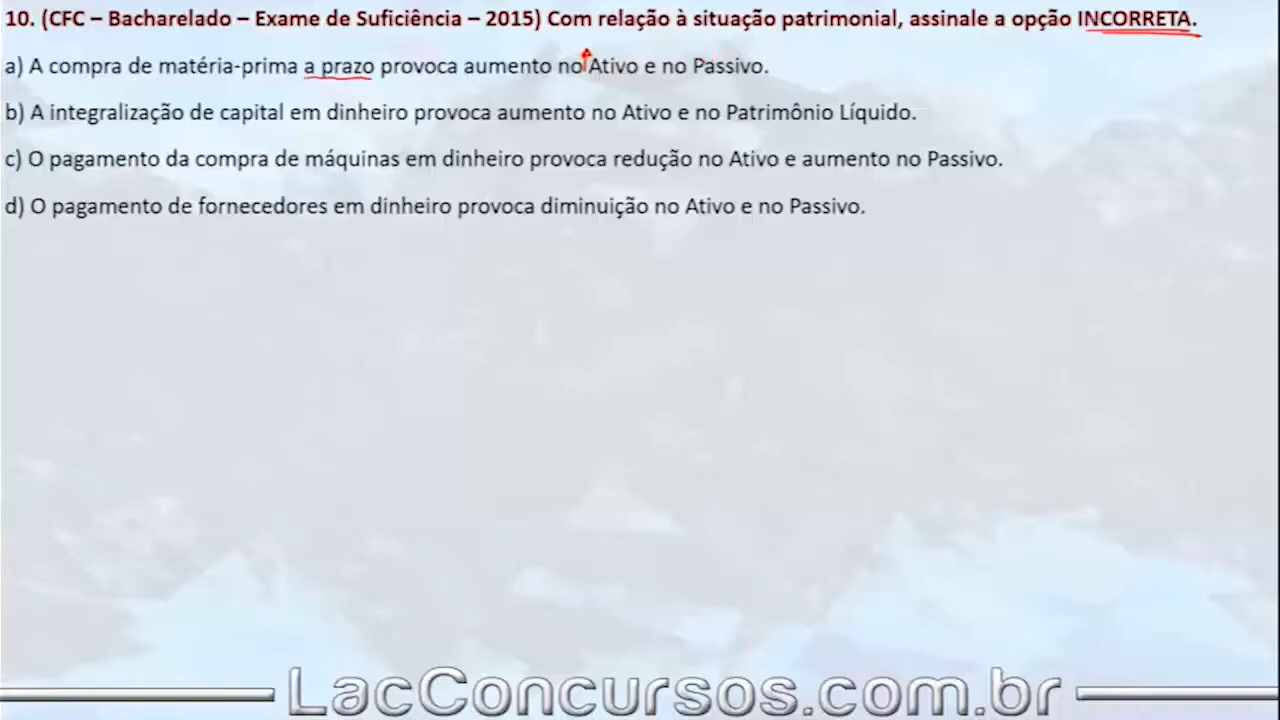 10. (CFC – Bacharelado – Exame de Suficiência – 2015) Com relação à situação patrimonial, assinale a opção INCORRETA.
a) A compra de matéria-prima a prazo provoca aumento no Ativo e no Passivo.
b) A integralização de capital em dinheiro provoca aumento no Ativo e no Patrimônio Líquido.
c) O pagamento da compra de máquinas em dinheiro provoca redução no Ativo e aumento no Passivo.
d) O pagamento de fornecedores em dinheiro provoca diminuição no Ativo e no Passivo.
LacConcursos.com.br